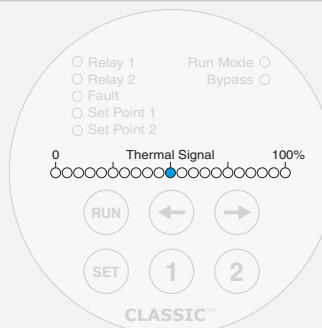 Relay 1 Run Mode
Relay 2 Bypass
Fault
Set Point 1
Set Point 2
0 Thermal Signal 100%
RUN
SET 1 2
CLASSIC™